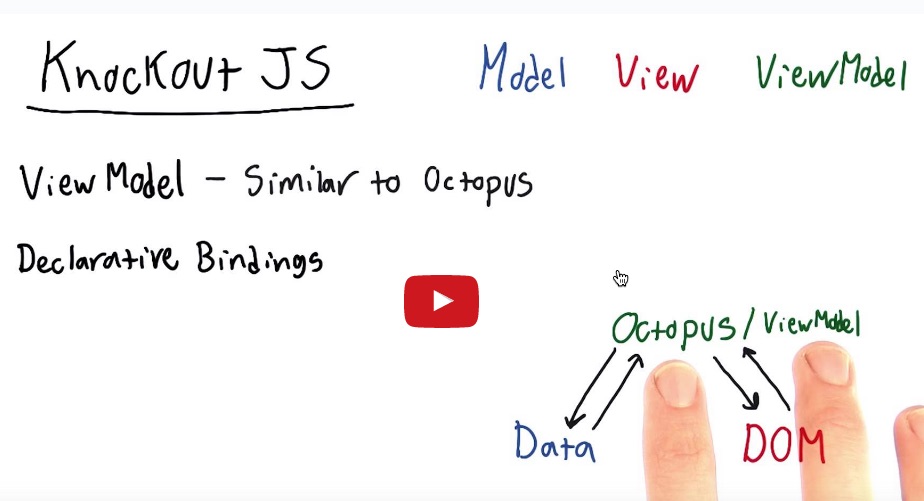 Knockout JS
Model View ViewModel
ViewModel - Similar to Octopus
Declarative Bindings
Octopus / ViewModel
Data DOM